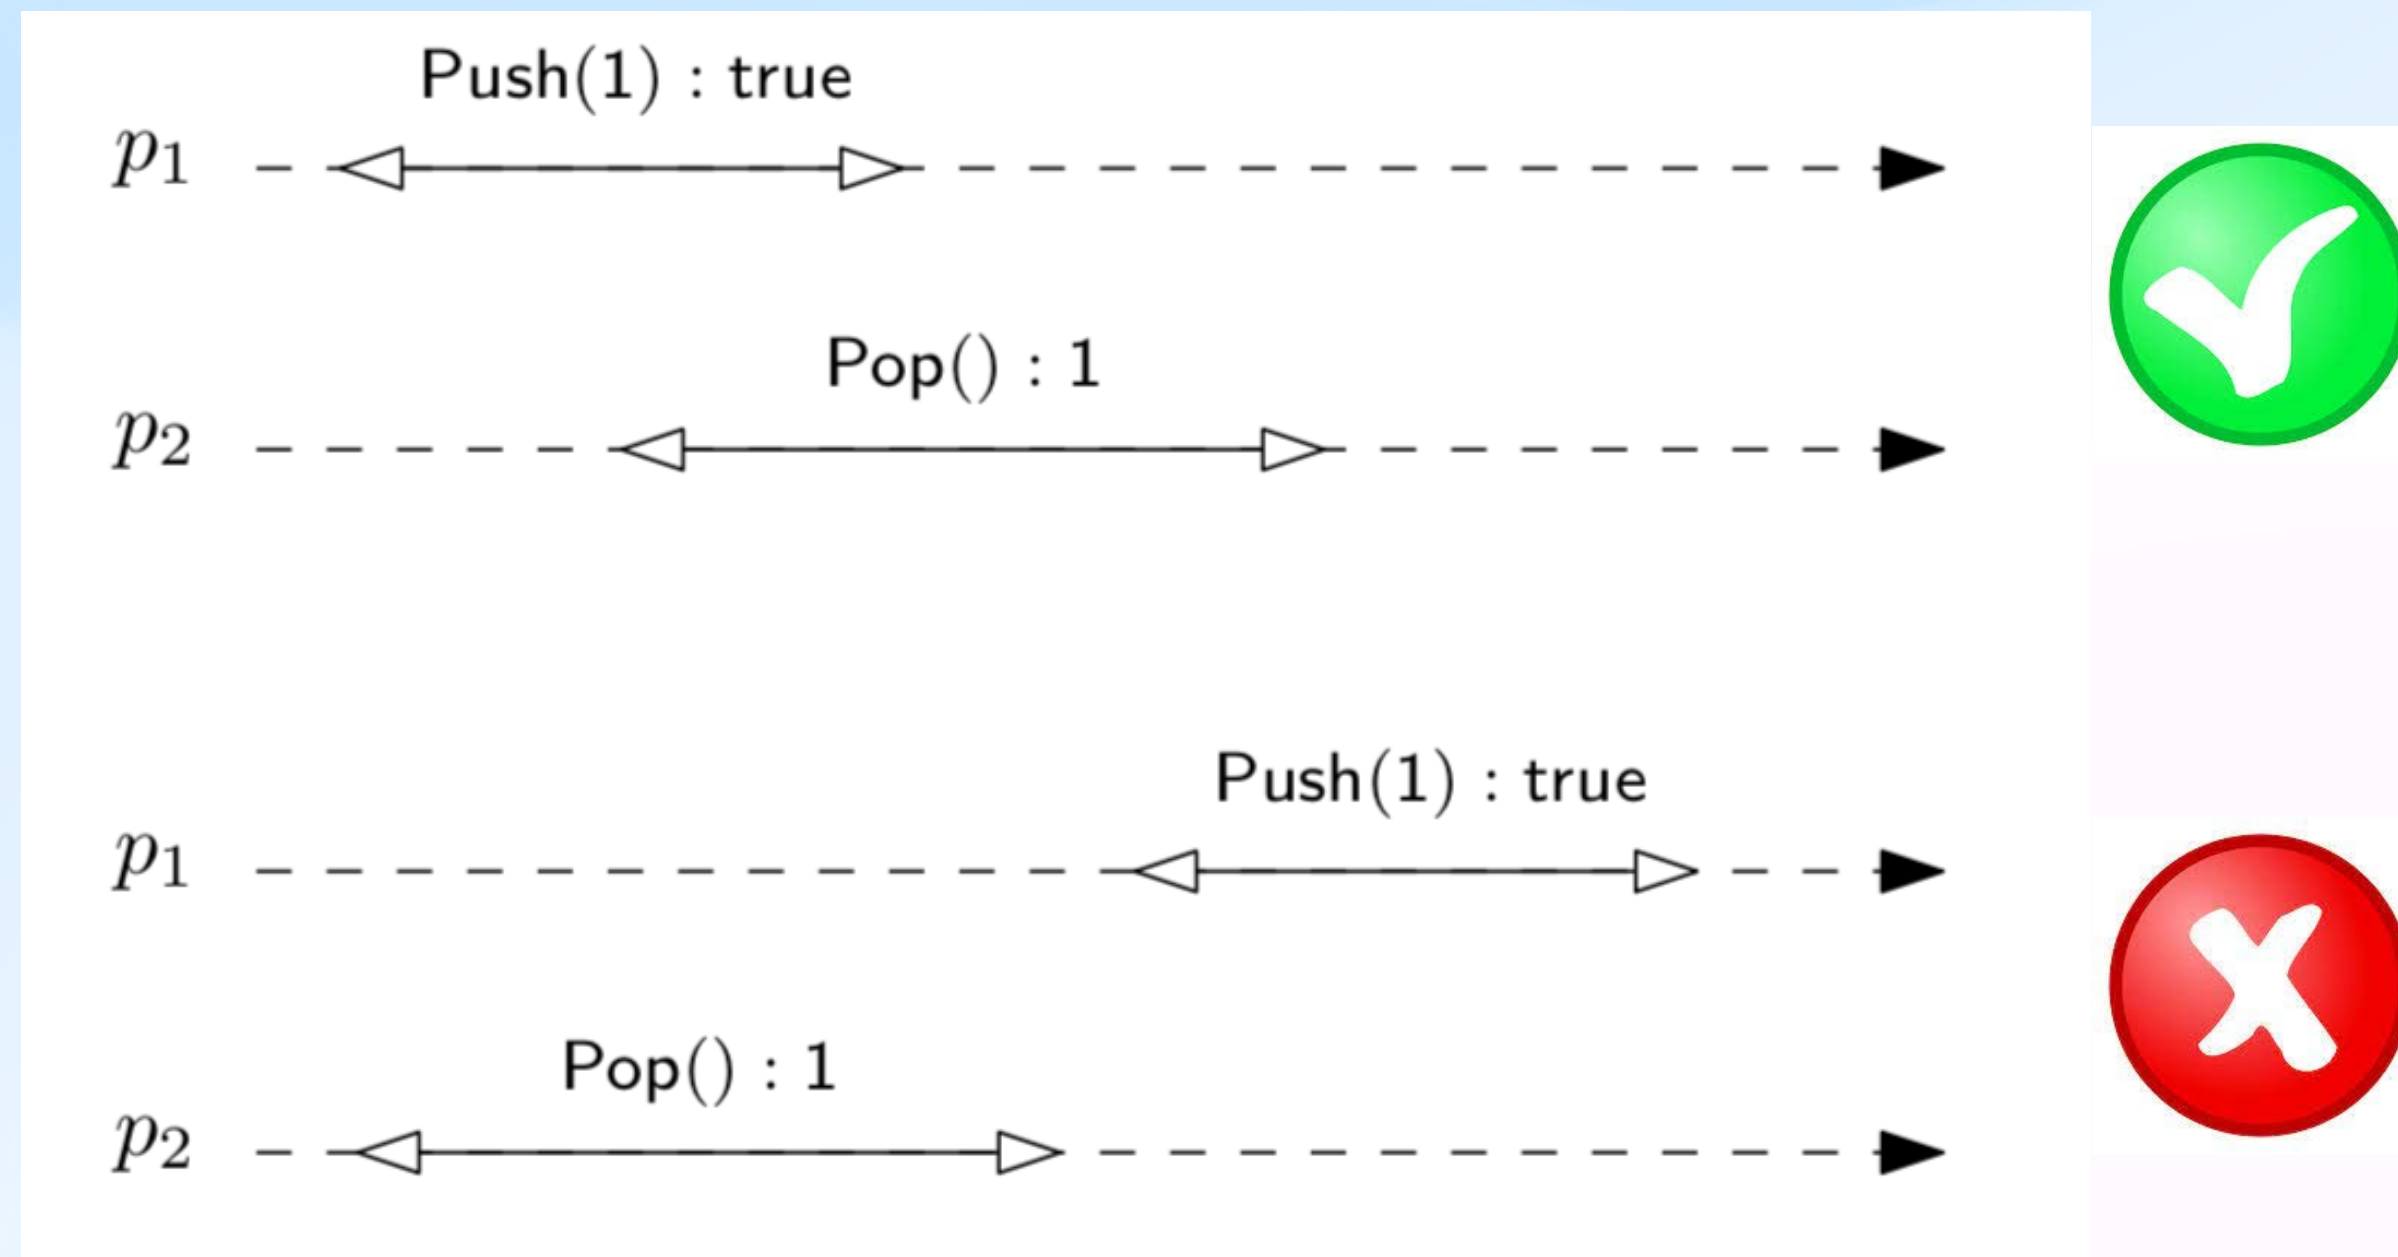 Push(1) : true
p₁
Pop() : 1
p₂
Push(1) : true
p₁
Pop() : 1
p₂